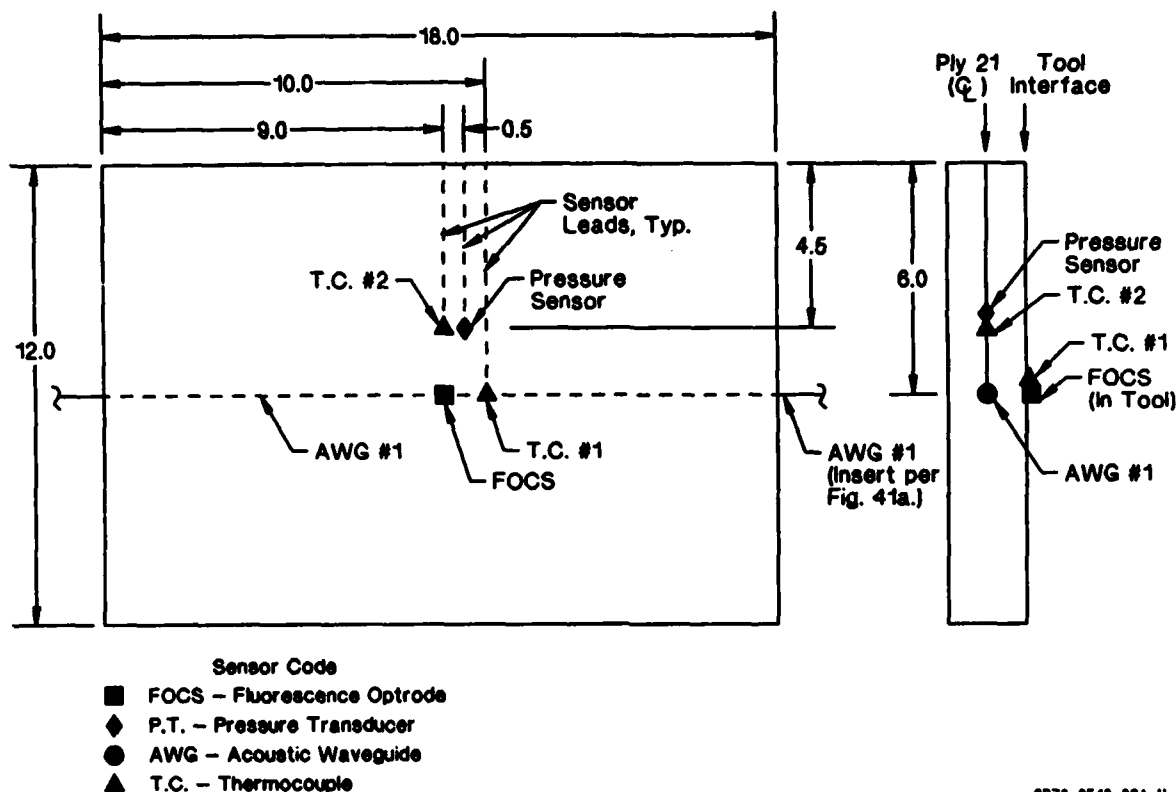 18.0
10.0
9.0
0.5
Ply 21
(℄)
Tool
Interface
Sensor
Leads, Typ.
4.5
6.0
Pressure
Sensor
T.C. #2
Pressure
Sensor
T.C. #2
12.0
T.C. #1
FOCS
(In Tool)
AWG #1
T.C. #1
FOCS
AWG #1
(Insert per
Fig. 41a.)
AWG #1
Sensor Code
FOCS – Fluorescence Optrode
P.T. – Pressure Transducer
AWG – Acoustic Waveguide
T.C. – Thermocouple